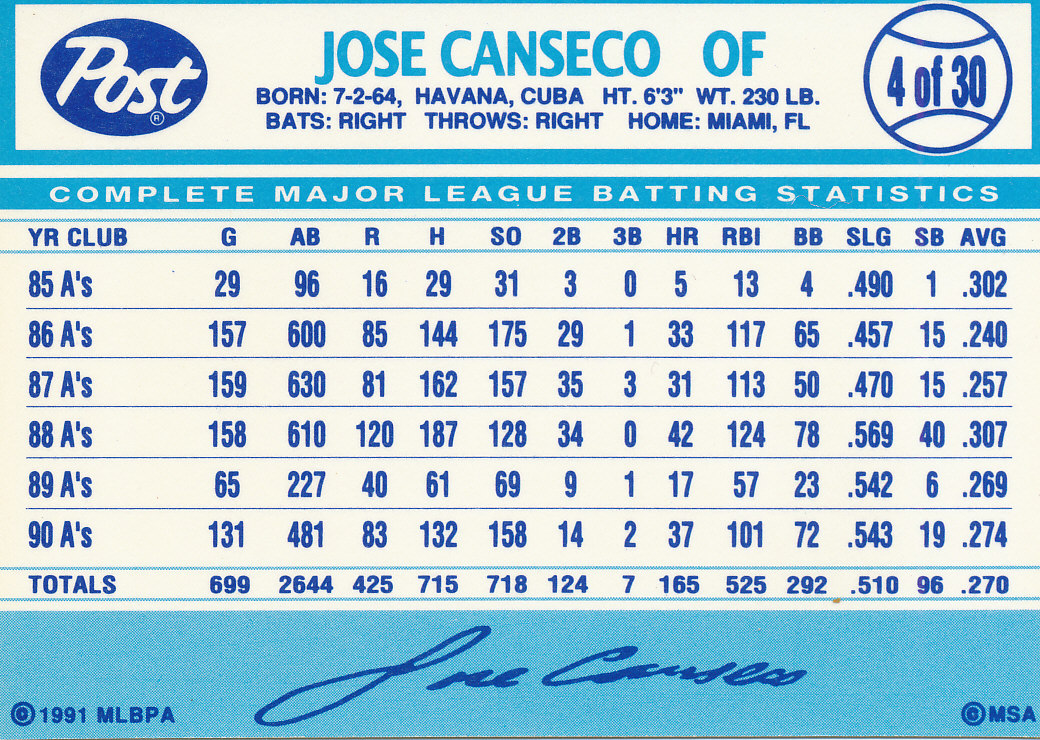 Post ®
JOSE CANSECO OF
4 of 30
BORN: 7-2-64, HAVANA, CUBA HT. 6'3" WT. 230 LB.
BATS: RIGHT THROWS: RIGHT HOME: MIAMI, FL
COMPLETE MAJOR LEAGUE BATTING STATISTICS
YR CLUB G AB R H SO 2B 3B HR RBI BB SLG SB AVG
85 A's 29 96 16 29 31 3 0 5 13 4 .490 1 .302
86 A's 157 600 85 144 175 29 1 33 117 65 .457 15 .240
87 A's 159 630 81 162 157 35 3 31 113 50 .470 15 .257
88 A's 158 610 120 187 128 34 0 42 124 78 .569 40 .307
89 A's 65 227 40 61 69 9 1 17 57 23 .542 6 .269
90 A's 131 481 83 132 158 14 2 37 101 72 .543 19 .274
TOTALS 699 2644 425 715 718 124 7 165 525 292 .510 96 .270
Jose Canseco
© 1991 MLBPA
© MSA